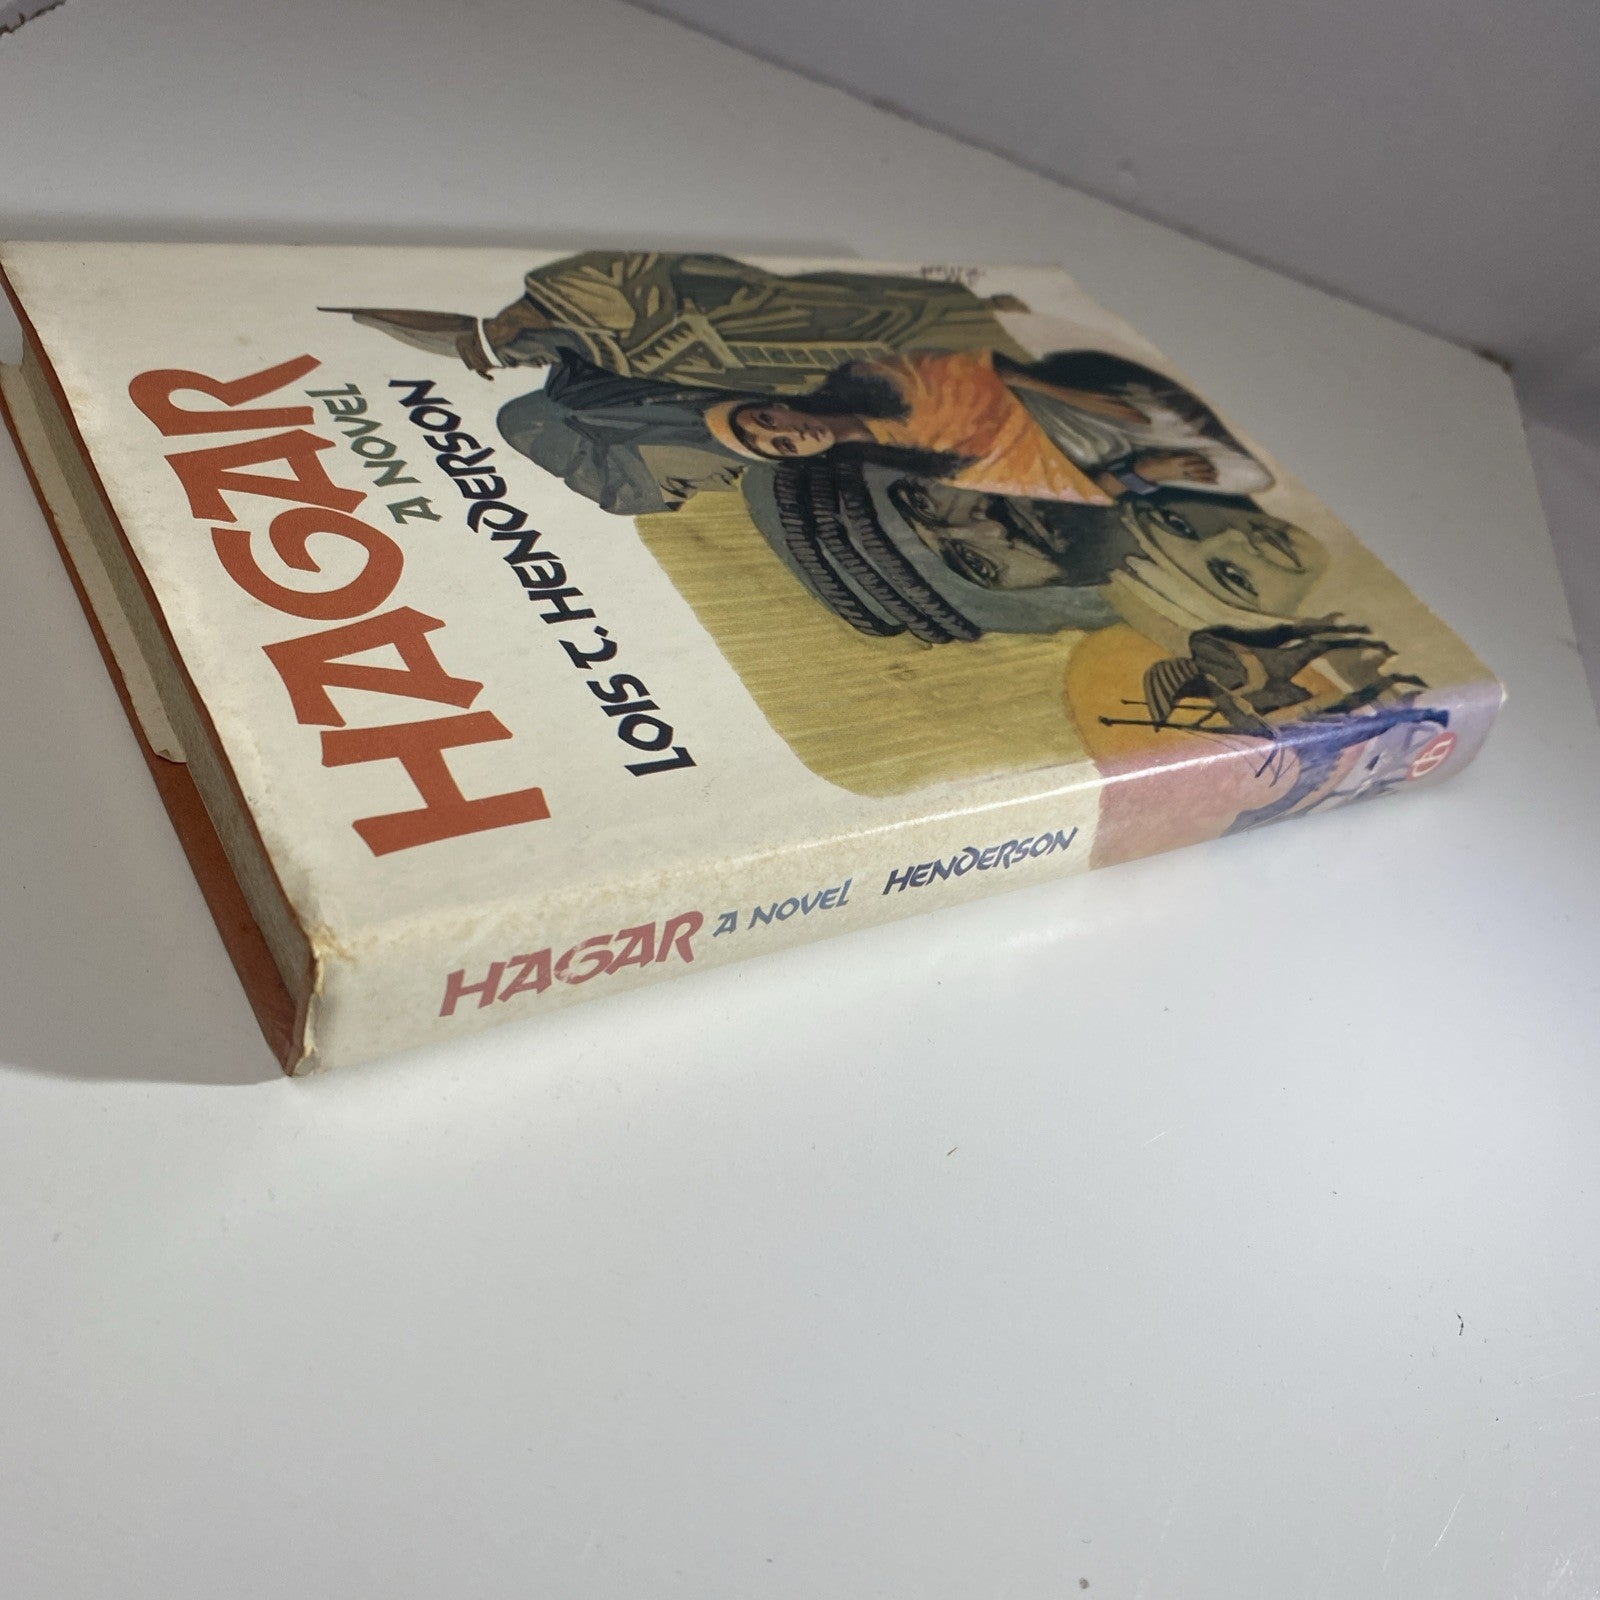 HAGAR
A NOVEL
LOIS T. HENDERSON
HAGAR A NOVEL HENDERSON